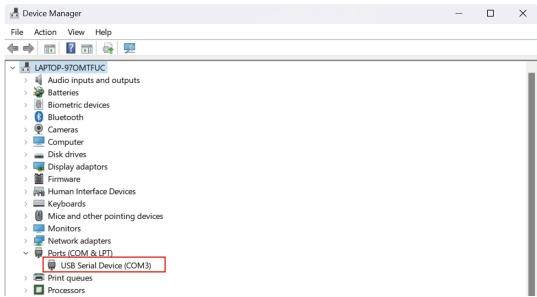 Device Manager
File Action View Help
LAPTOP-97OMTFUC
Audio inputs and outputs
Batteries
Biometric devices
Bluetooth
Cameras
Computer
Disk drives
Display adaptors
Firmware
Human Interface Devices
Keyboards
Mice and other pointing devices
Monitors
Network adapters
Ports (COM & LPT)
USB Serial Device (COM3)
Print queues
Processors